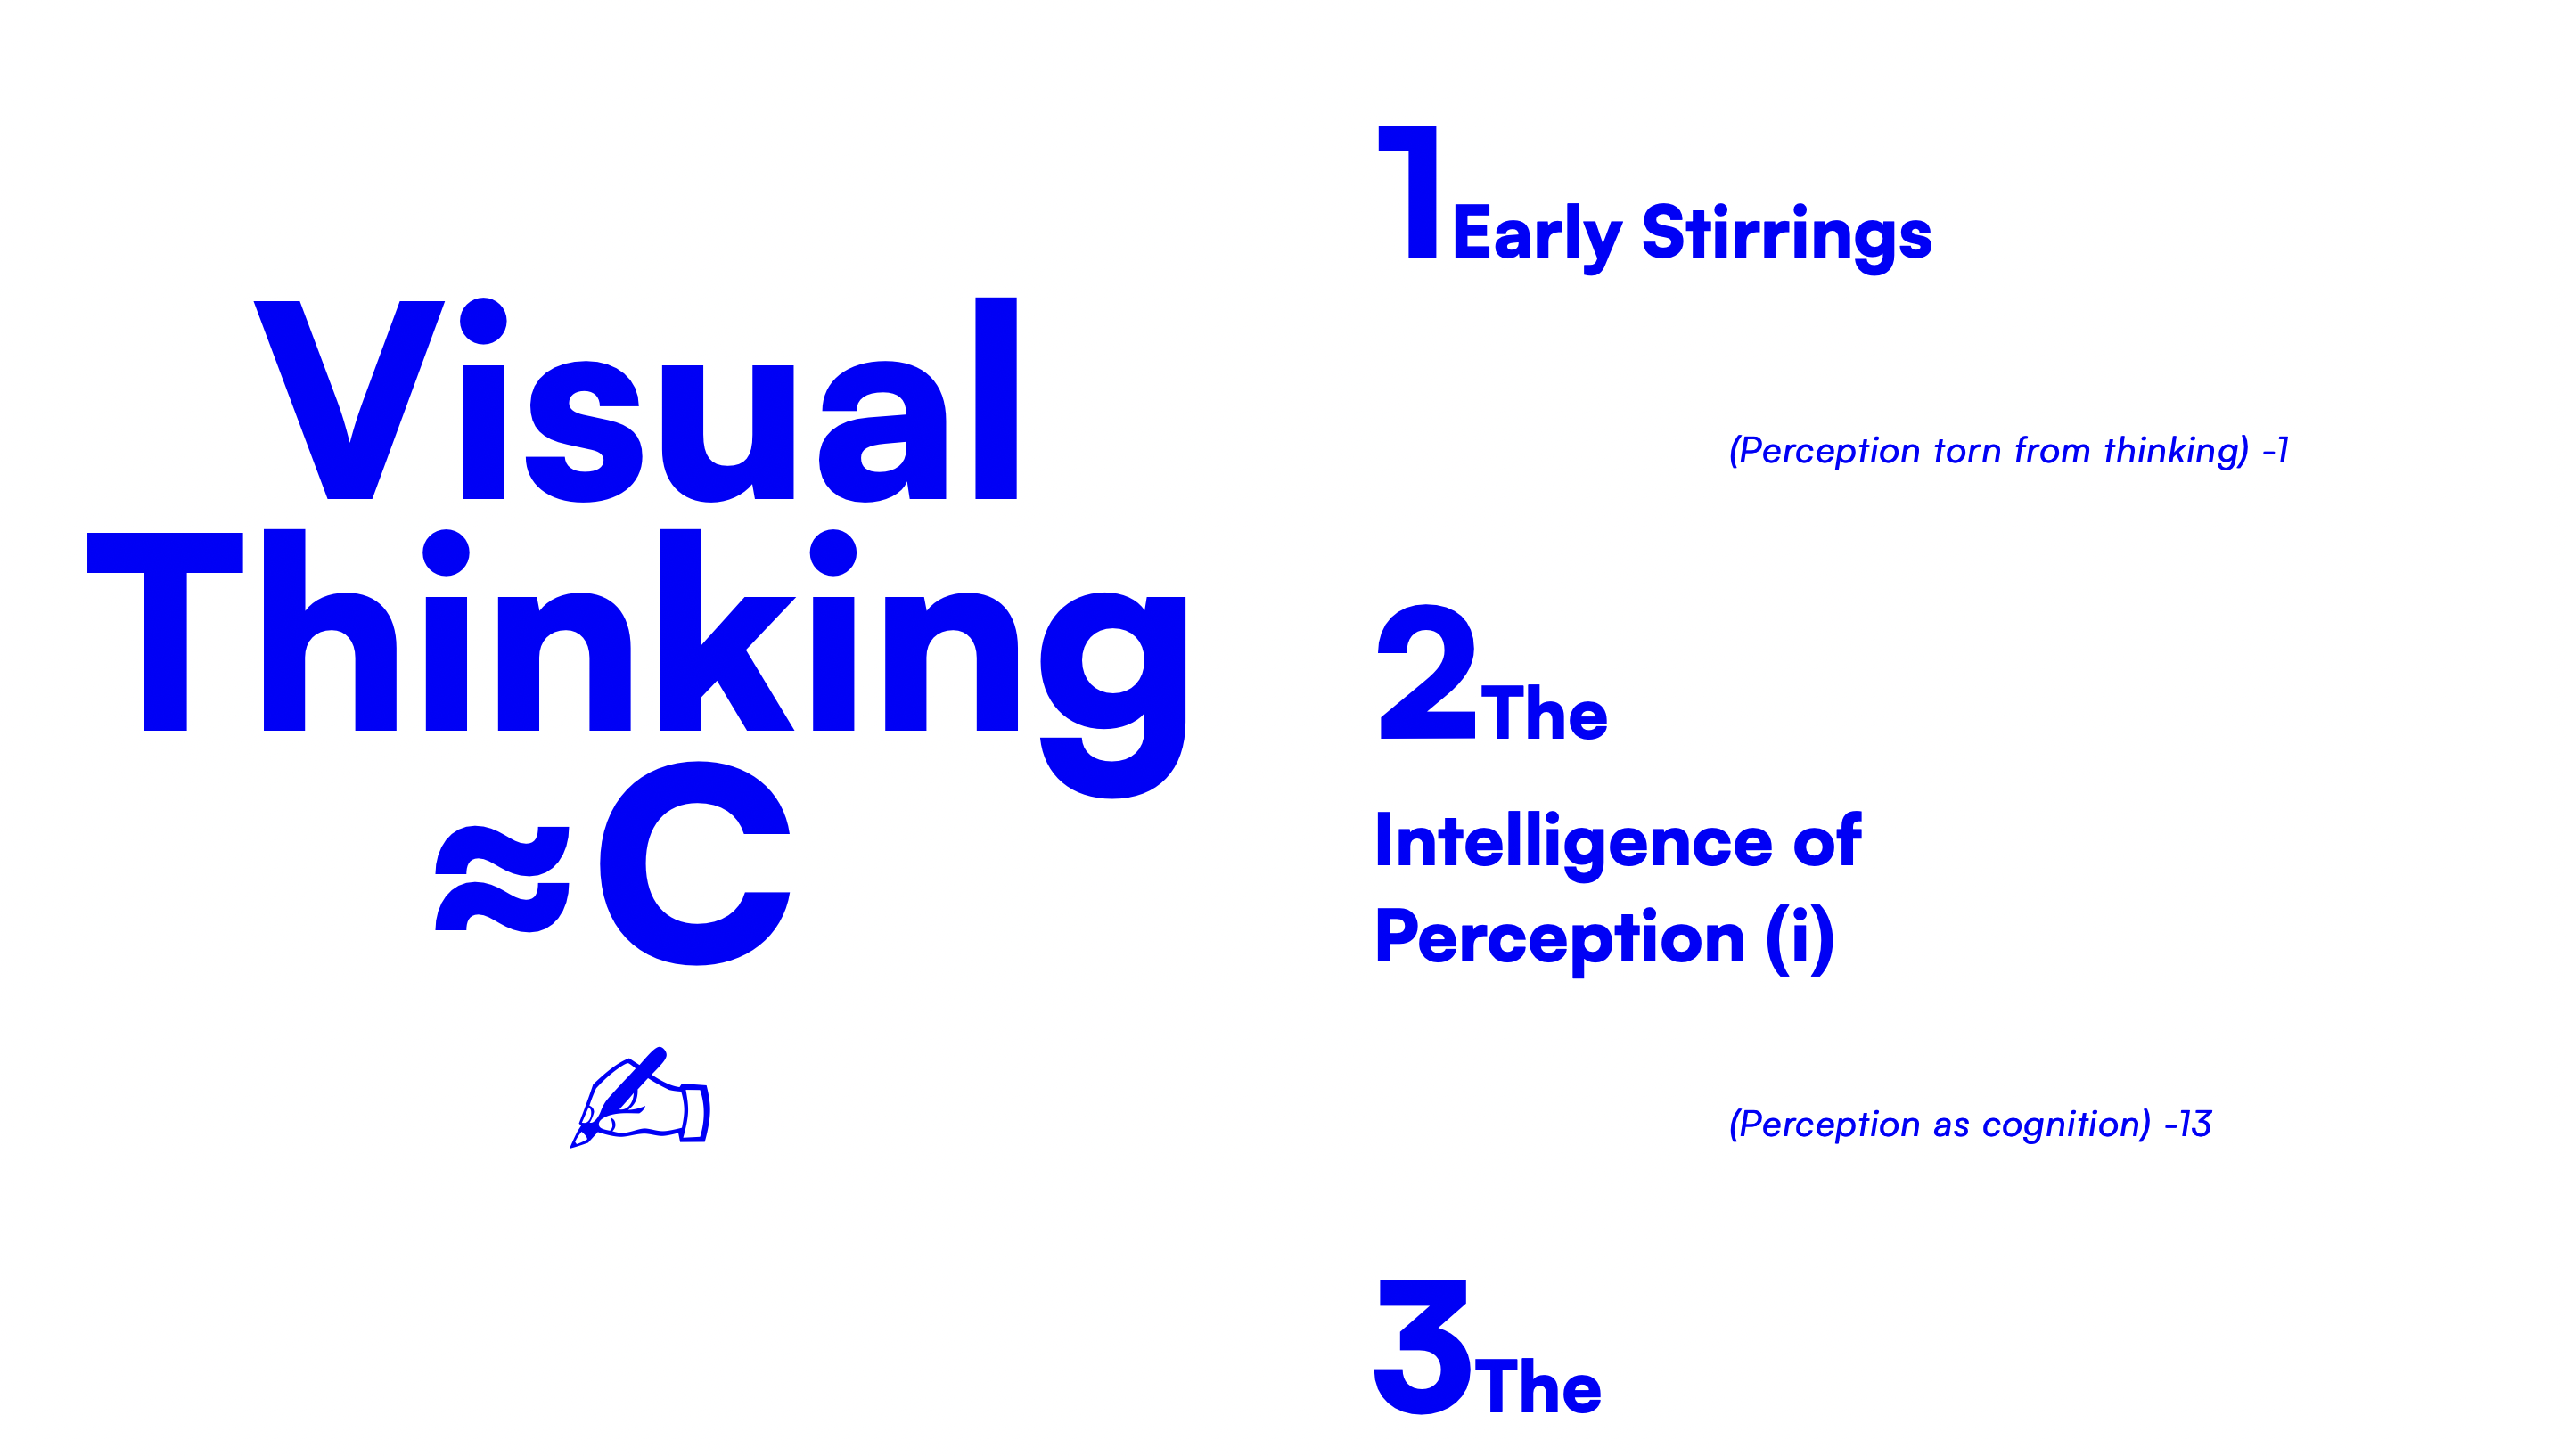 Visual
Thinking
≈C
✍
1Early Stirrings
(Perception torn from thinking) -1
2The
Intelligence of
Perception (i)
(Perception as cognition) -13
3The